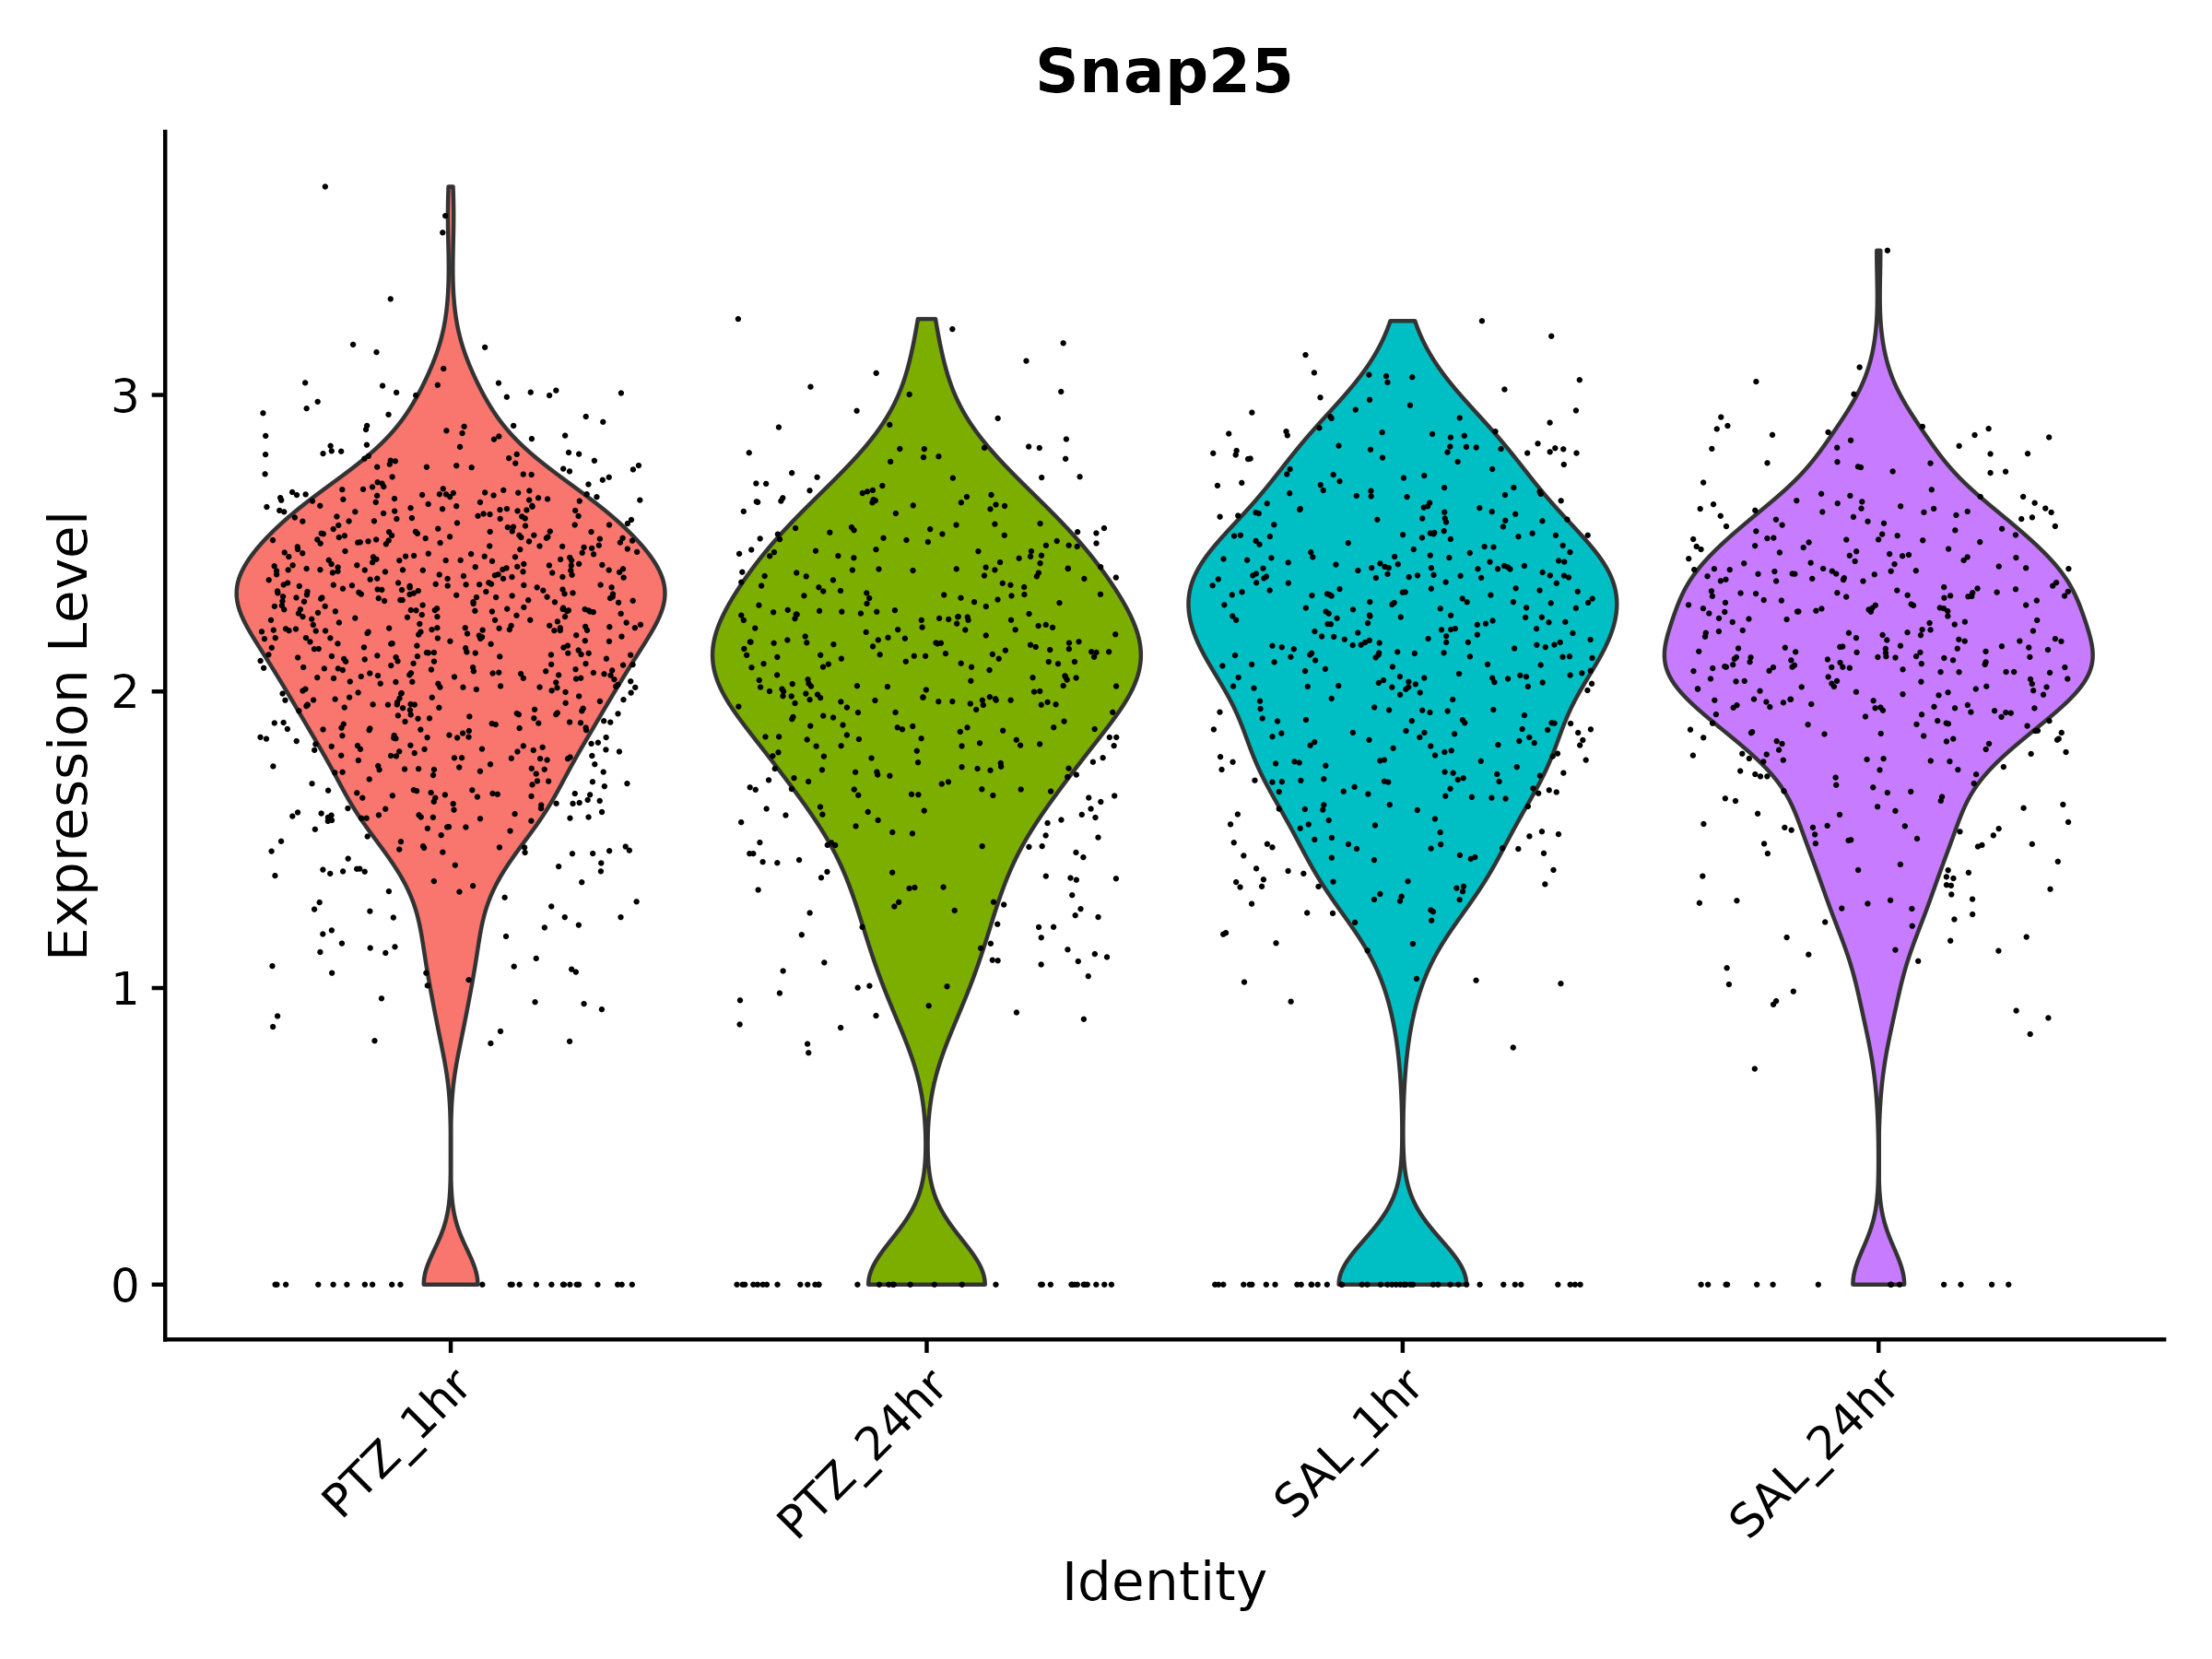 Snap25
Expression Level
3
2
1
0
PTZ_1hr
PTZ_24hr
SAL_1hr
SAL_24hr
Identity